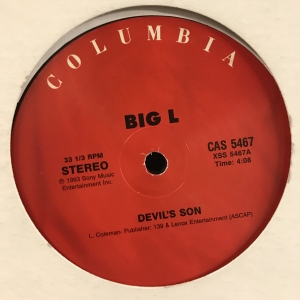 COLUMBIA
BIG L
33 1/3 RPM
STEREO
℗ 1993 Sony Music
Entertainment Inc.
CAS 5467
XSS 5467A
Time: 4:08
DEVIL'S SON
L. Coleman- Publisher: 139 & Lenox Entertainment (ASCAP)